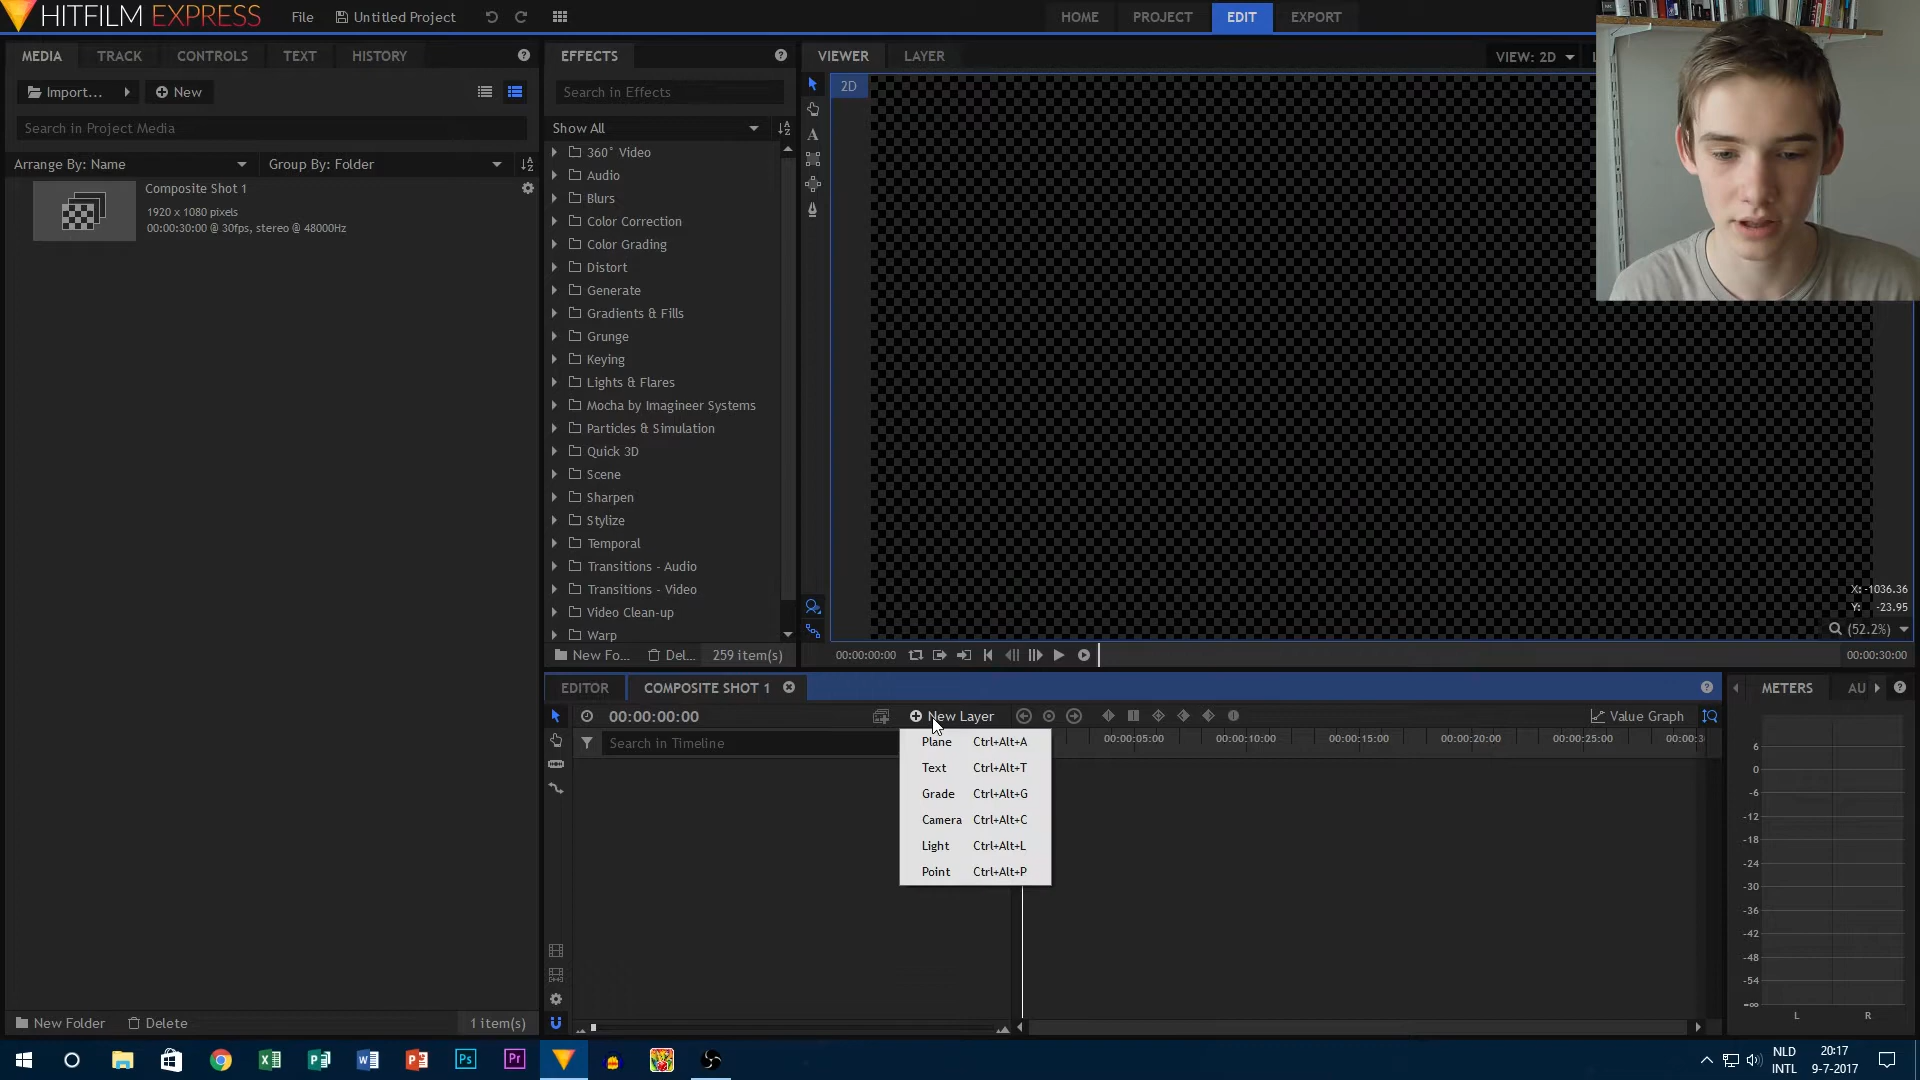 HITFILM EXPRESS File Untitled Project HOME PROJECT EDIT EXPORT
MEDIA TRACK CONTROLS TEXT HISTORY
Import... New
Search in Project Media
Arrange By: Name Group By: Folder
Composite Shot 1
1920 x 1080 pixels
00:00:30:00 @ 30fps, stereo @ 48000Hz
New Folder Delete 1 item(s)
EFFECTS
Search in Effects
Show All
360° Video
Audio
Blurs
Color Correction
Color Grading
Distort
Generate
Gradients & Fills
Grunge
Keying
Lights & Flares
Mocha by Imagineer Systems
Particles & Simulation
Quick 3D
Scene
Sharpen
Stylize
Temporal
Transitions - Audio
Transitions - Video
Video Clean-up
Warp
New Fo... Del... 259 item(s)
VIEWER LAYER VIEW: 2D
2D
X: -1036.36
Y: -23.95
(52.2%)
00:00:00:00 00:00:30:00
EDITOR COMPOSITE SHOT 1
00:00:00:00 New Layer Value Graph
Search in Timeline
00:00:05:00 00:00:10:00 00:00:15:00 00:00:20:00 00:00:25:00 00:00:3
Plane Ctrl+Alt+A
Text Ctrl+Alt+T
Grade Ctrl+Alt+G
Camera Ctrl+Alt+C
Light Ctrl+Alt+L
Point Ctrl+Alt+P
METERS AU
6
0
-6
-12
-18
-24
-30
-36
-42
-48
-54
-∞
L R
NLD
INTL
20:17
9-7-2017